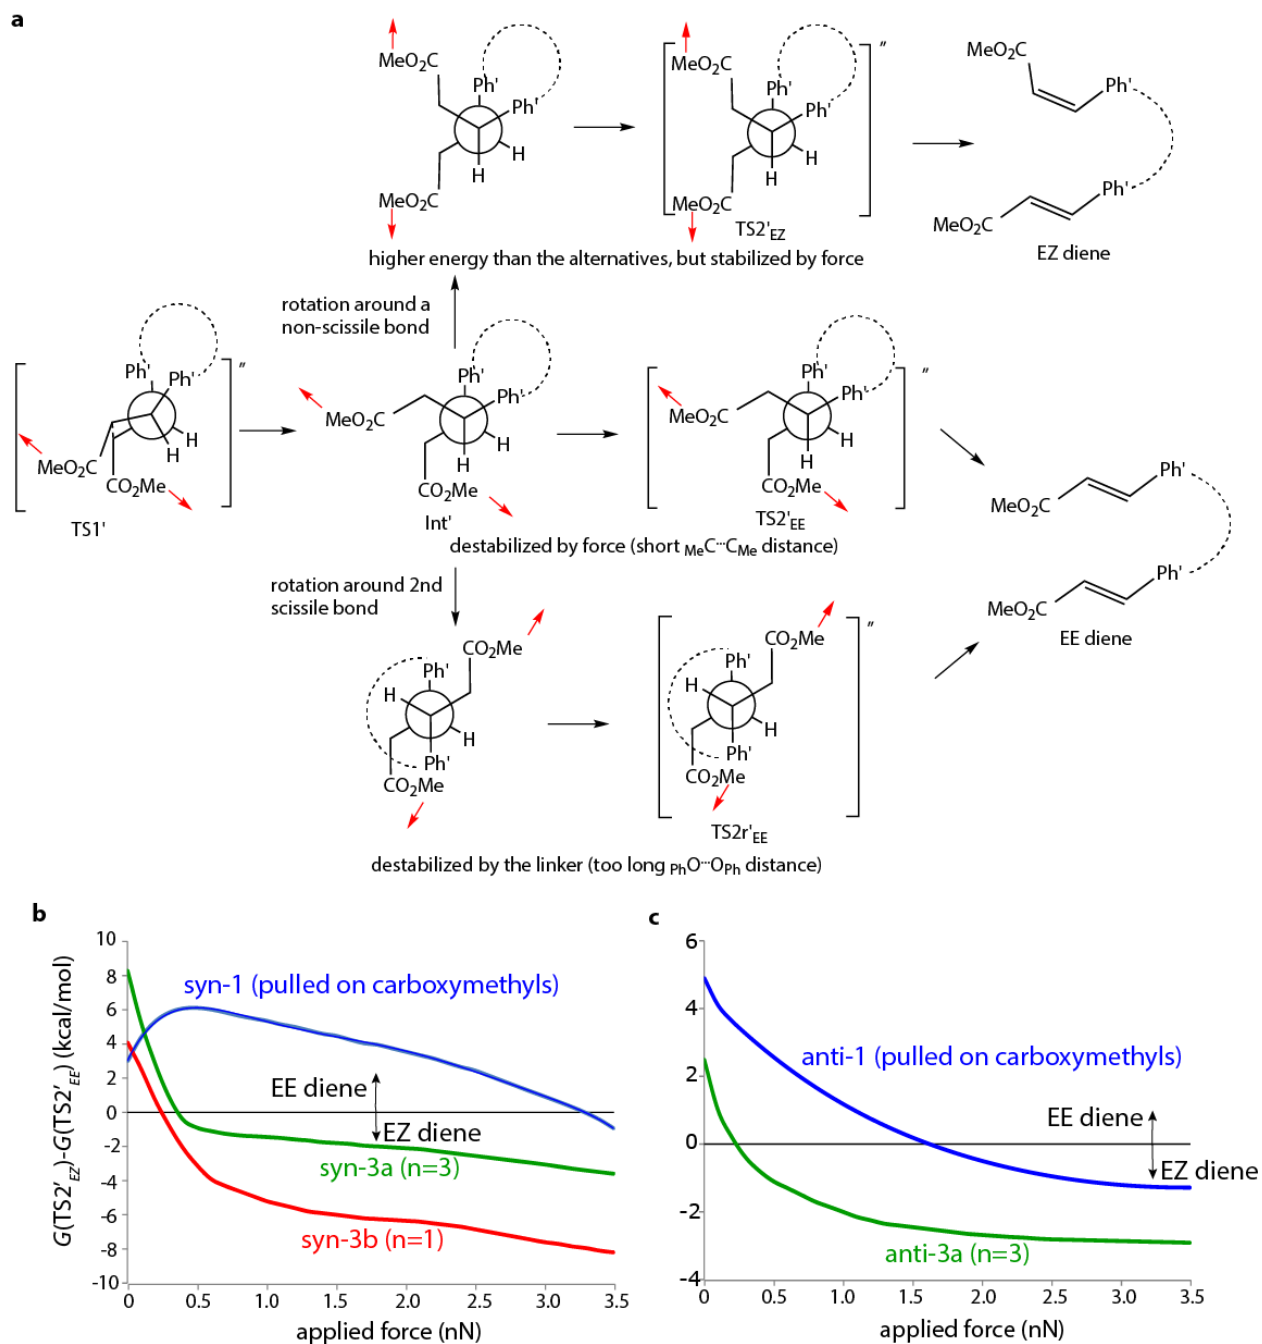 a
MeO₂C
Ph'
Ph'
H
H
MeO₂C
MeO₂C
Ph'
Ph'
H
H
MeO₂C
"
TS2'EZ
MeO₂C
Ph'
Ph'
MeO₂C
EZ diene
higher energy than the alternatives, but stabilized by force
rotation around a
non-scissile bond
Ph'
Ph'
H
H
MeO₂C
CO₂Me
"
TS1'
Ph'
Ph'
MeO₂C
H
H
CO₂Me
Int'
Ph'
Ph'
MeO₂C
H
H
CO₂Me
"
TS2'EE
destabilized by force (short MeC···CMe distance)
Ph'
MeO₂C
Ph'
MeO₂C
EE diene
rotation around 2nd
scissile bond
CO₂Me
Ph'
H
H
Ph'
CO₂Me
CO₂Me
Ph'
H
H
Ph'
CO₂Me
"
TS2r'EE
destabilized by the linker (too long PhO···OPh distance)
b
G(TS2'EZ)-G(TS2'EE) (kcal/mol)
10
8
6
4
2
0
-2
-4
-6
-8
-10
syn-1 (pulled on carboxymethyls)
EE diene
EZ diene
syn-3a (n=3)
syn-3b (n=1)
0
0.5
1.0
1.5
2.0
2.5
3.0
3.5
applied force (nN)
c
6
4
2
0
-2
-4
anti-1 (pulled on carboxymethyls)
EE diene
EZ diene
anti-3a (n=3)
0
0.5
1.0
1.5
2.0
2.5
3.0
3.5
applied force (nN)